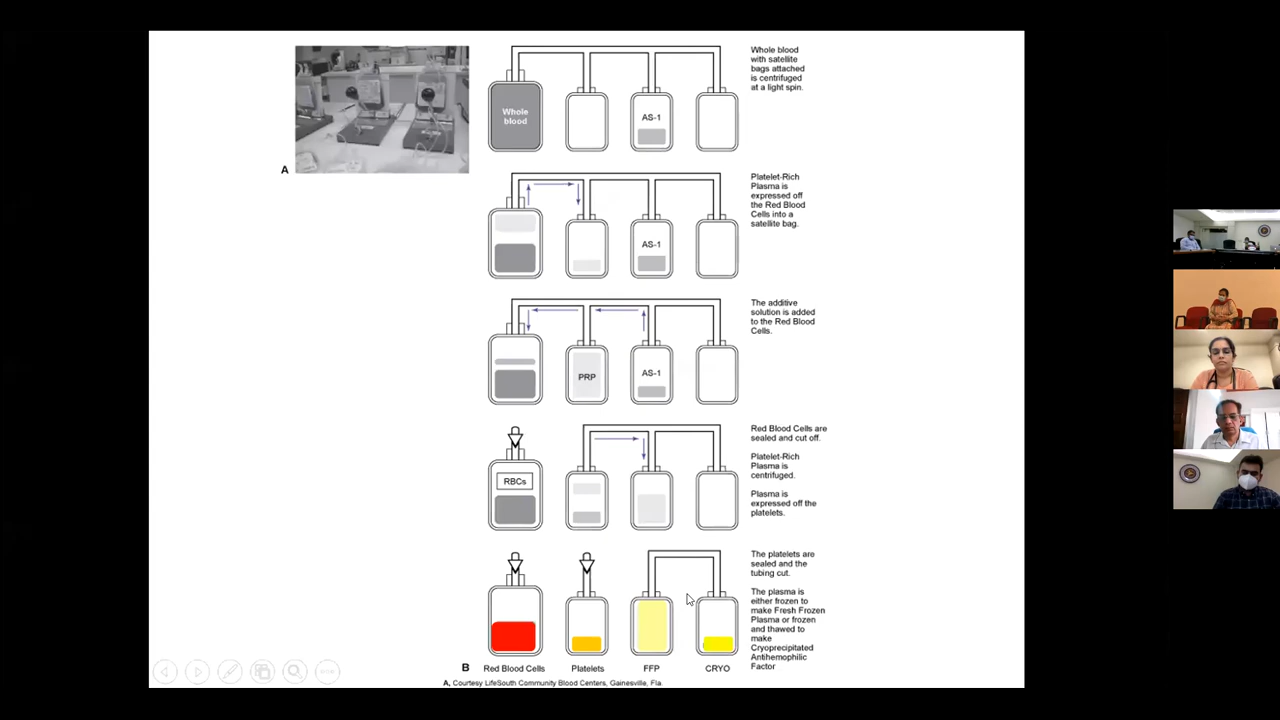 Whole blood
with satellite
bags attached
is centrifuged
at a light spin.
Whole
blood
AS-1
A
Platelet-Rich
Plasma is
expressed off
the Red Blood
Cells into a
satellite bag.
AS-1
The additive
solution is added
to the Red Blood
Cells.
PRP
AS-1
Red Blood Cells are
sealed and cut off.
Platelet-Rich
Plasma is
centrifuged.
Plasma is
expressed off the
platelets.
RBCs
The platelets are
sealed and the
tubing cut.
The plasma is
either frozen to
make Fresh Frozen
Plasma or frozen
and thawed to
make
Cryoprecipitated
Antihemophilic
Factor
B
Red Blood Cells
Platelets
FFP
CRYO
A, Courtesy LifeSouth Community Blood Centers, Gainesville, Fla.